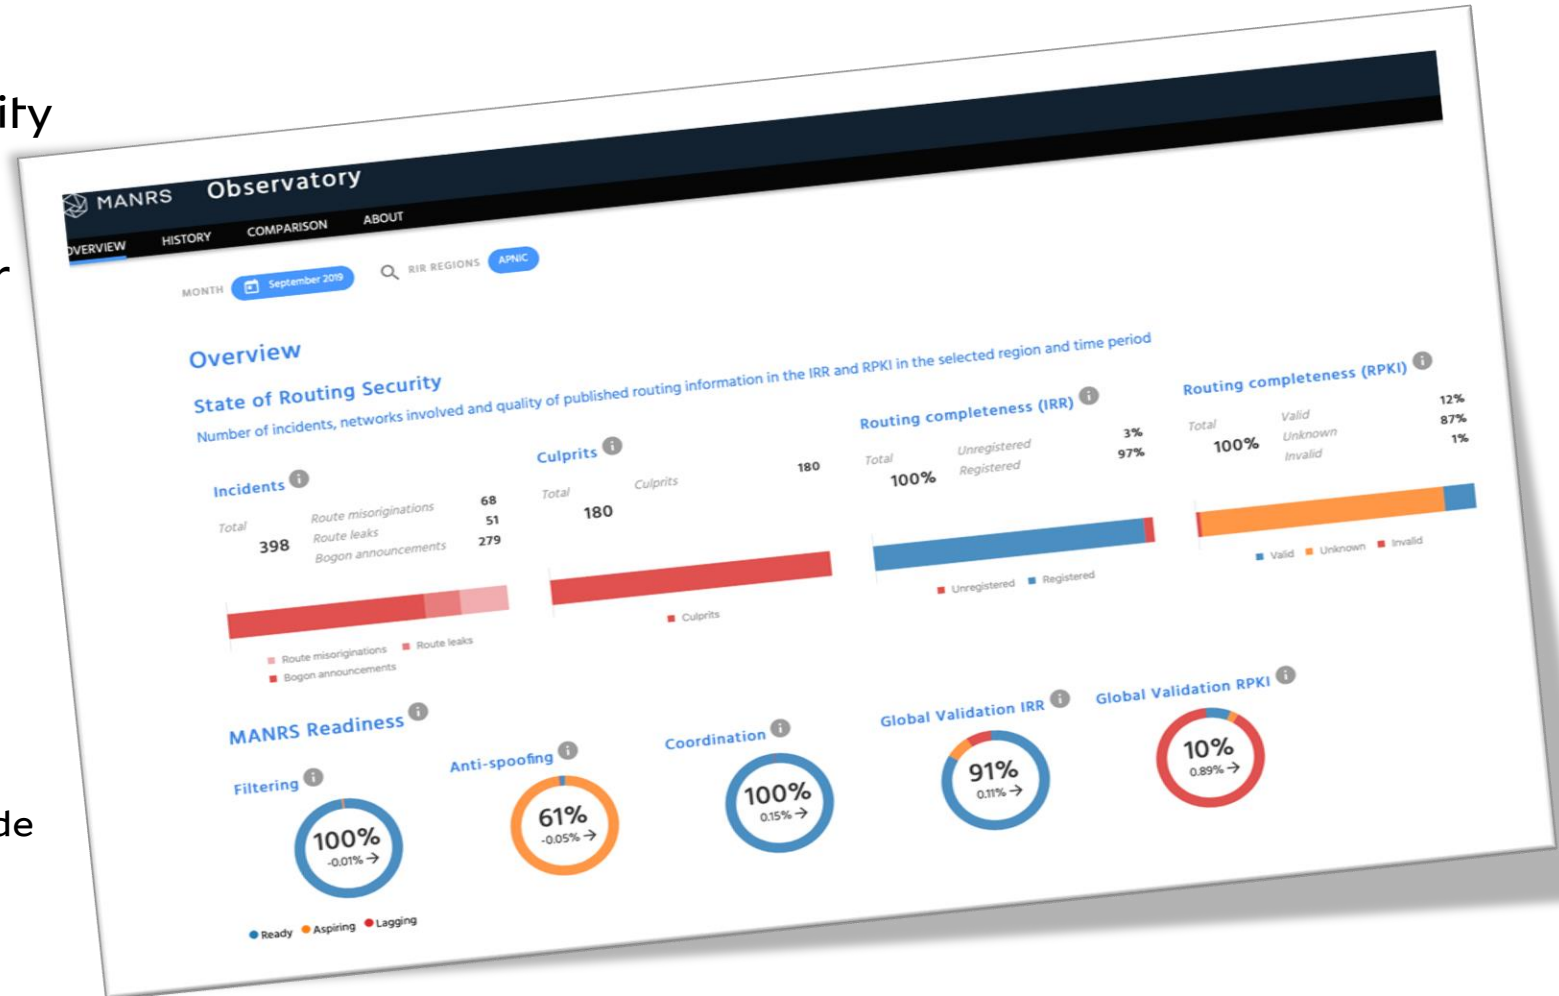 ity
r
de
MANRS Observatory
OVERVIEW HISTORY COMPARISON ABOUT
MONTH September 2019 RIR REGIONS APNIC
Overview
State of Routing Security
Number of incidents, networks involved and quality of published routing information in the IRR and RPKI in the selected region and time period
Incidents
Total
398
Route misoriginations 68
Route leaks 51
Bogon announcements 279
Route misoriginations Route leaks
Bogon announcements
Culprits
Total
180
Culprits 180
Culprits
Routing completeness (IRR)
Total
100%
Unregistered 3%
Registered 97%
Unregistered Registered
Routing completeness (RPKI)
Total
100%
Valid 12%
Unknown 87%
Invalid 1%
Valid Unknown Invalid
MANRS Readiness
Filtering
100%
-0.01% →
Anti-spoofing
61%
-0.05% →
Coordination
100%
0.15% →
Global Validation IRR
91%
0.11% →
Global Validation RPKI
10%
0.89% →
Ready Aspiring Lagging